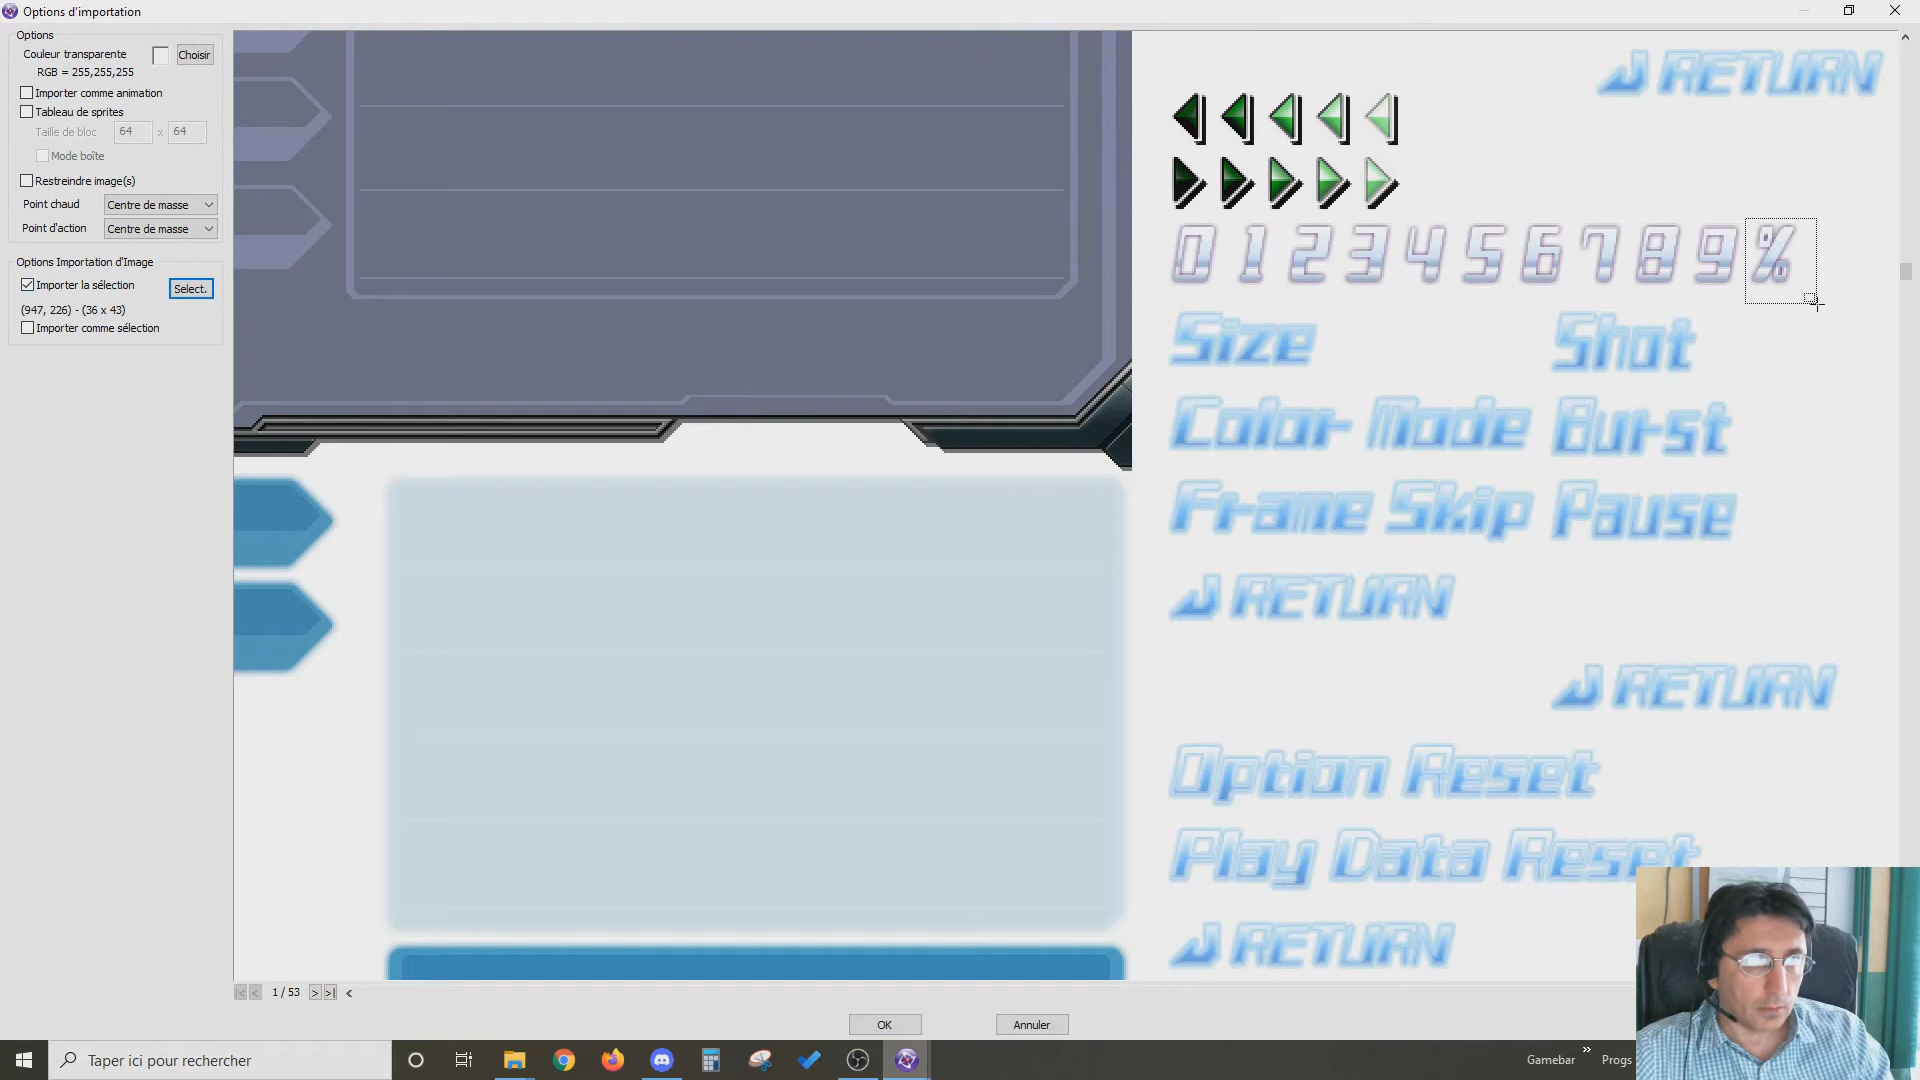 Options d'importation
Options
Couleur transparente
Choisir
RGB = 255,255,255
Importer comme animation
Tableau de sprites
Taille de bloc 64 x 64
Mode boîte
Restreindre image(s)
Point chaud Centre de masse
Point d'action Centre de masse
Options Importation d'Image
Importer la sélection
Select.
(947, 226) - (36 x 43)
Importer comme sélection
RETURN
0 1 2 3 4 5 6 7 8 9 %
Size Shot
Color Mode Burst
Frame Skip Pause
RETURN
RETURN
Option Reset
Play Data Reset
RETURN
1 / 53
OK Annuler
Taper ici pour rechercher
Gamebar » Progs